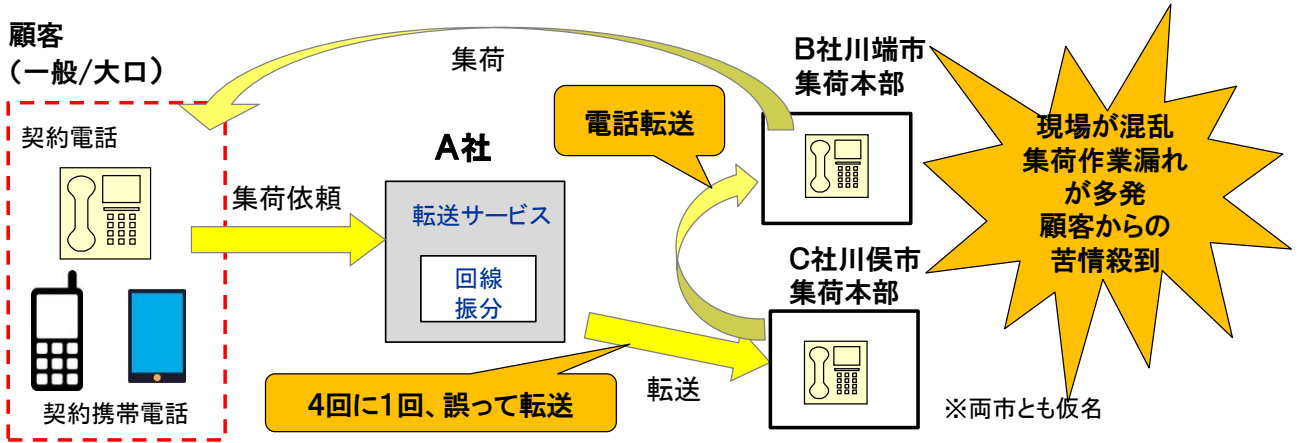 顧客
(一般/大口)
契約電話
契約携帯電話
集荷
集荷依頼
A社
転送サービス
回線
振分
4回に1回、誤って転送
転送
電話転送
B社川端市
集荷本部
C社川俣市
集荷本部
現場が混乱
集荷作業漏れ
が多発
顧客からの
苦情殺到
※両市とも仮名